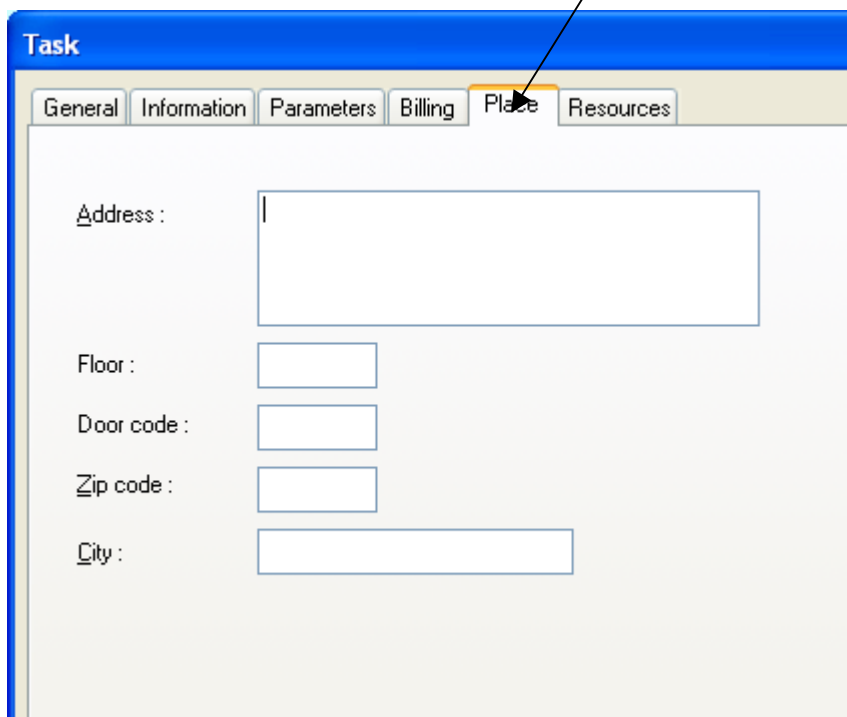 Task
General Information Parameters Billing Place Resources
Address :
Floor :
Door code :
Zip code :
City :